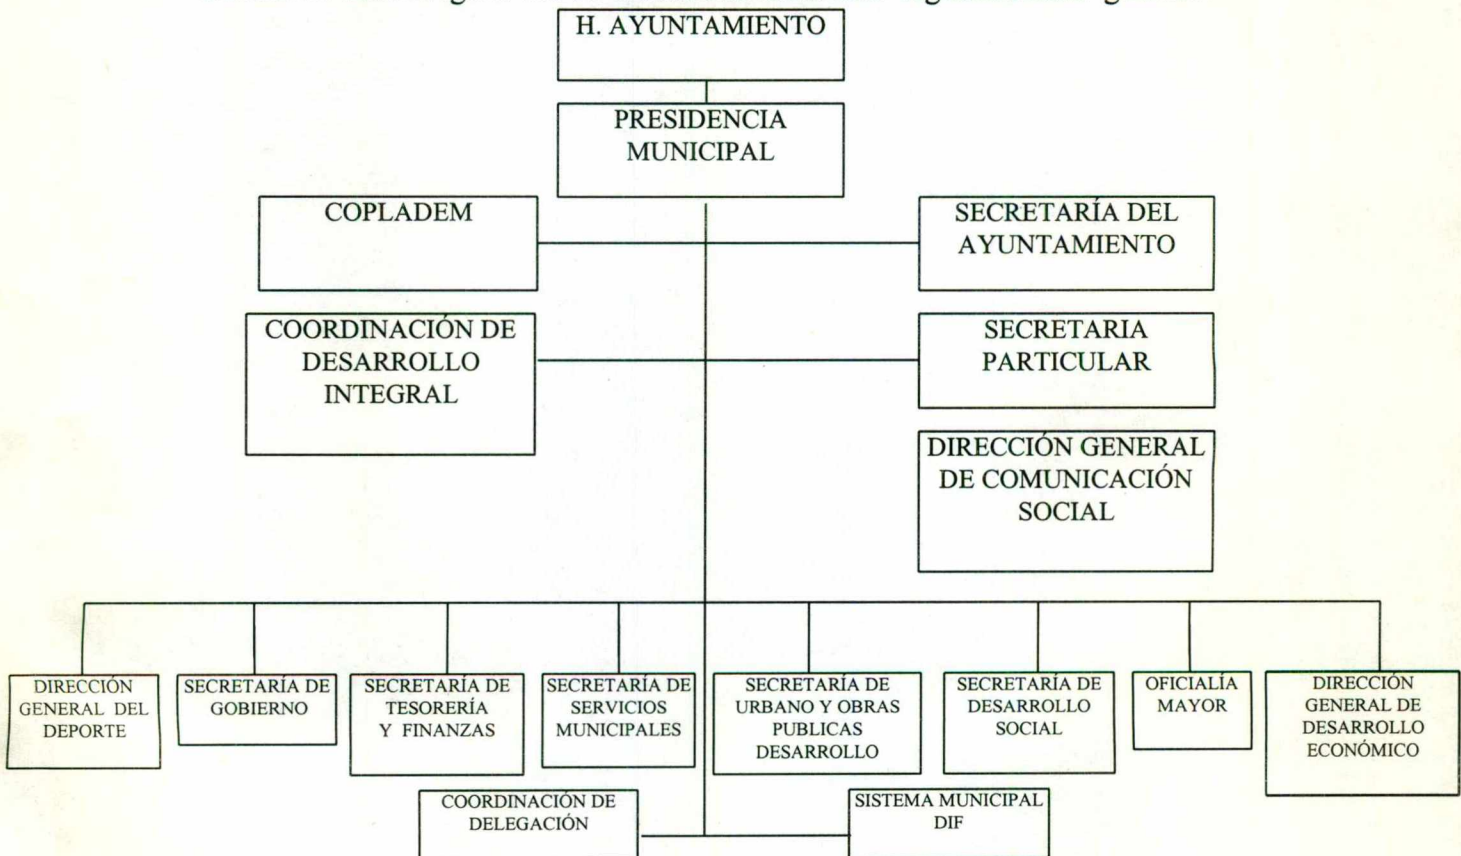 H. AYUNTAMIENTO
PRESIDENCIA
MUNICIPAL
COPLADEM
SECRETARÍA DEL
AYUNTAMIENTO
COORDINACIÓN DE
DESARROLLO
INTEGRAL
SECRETARIA
PARTICULAR
DIRECCIÓN GENERAL
DE COMUNICACIÓN
SOCIAL
DIRECCIÓN
GENERAL DEL
DEPORTE
SECRETARÍA DE
GOBIERNO
SECRETARÍA DE
TESORERÍA
Y FINANZAS
SECRETARÍA DE
SERVICIOS
MUNICIPALES
SECRETARÍA DE
URBANO Y OBRAS
PUBLICAS
DESARROLLO
SECRETARÍA DE
DESARROLLO
SOCIAL
OFICIALÍA
MAYOR
DIRECCIÓN
GENERAL DE
DESARROLLO
ECONÓMICO
COORDINACIÓN DE
DELEGACIÓN
SISTEMA MUNICIPAL
DIF